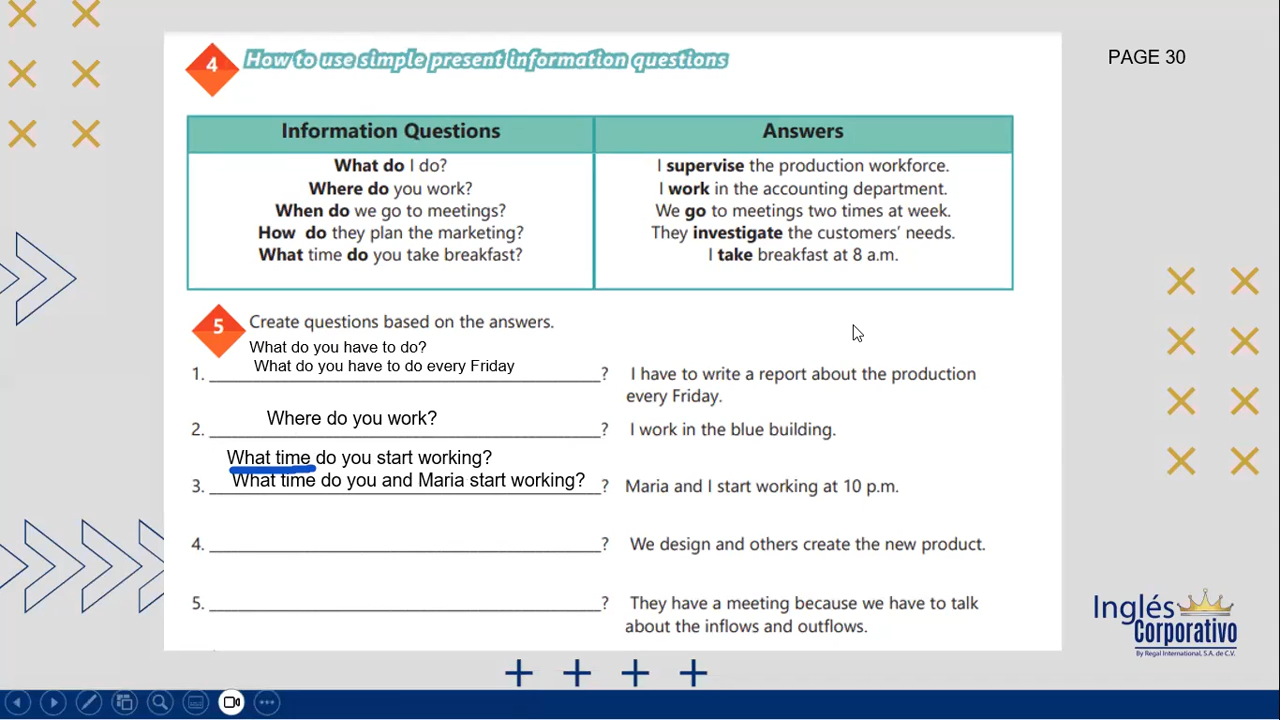 PAGE 30
4 How to use simple present information questions
Information Questions Answers
What do I do? I supervise the production workforce.
Where do you work? I work in the accounting department.
When do we go to meetings? We go to meetings two times at week.
How do they plan the marketing? They investigate the customers’ needs.
What time do you take breakfast? I take breakfast at 8 a.m.
5 Create questions based on the answers.
What do you have to do?
What do you have to do every Friday
1. ________________? I have to write a report about the production
every Friday.
Where do you work?
2. ________________? I work in the blue building.
What time do you start working?
What time do you and Maria start working?
3. ________________? Maria and I start working at 10 p.m.
4. ________________? We design and others create the new product.
5. ________________? They have a meeting because we have to talk
about the inflows and outflows.
Inglés
Corporativo
By Regal International, S.A. de C.V.